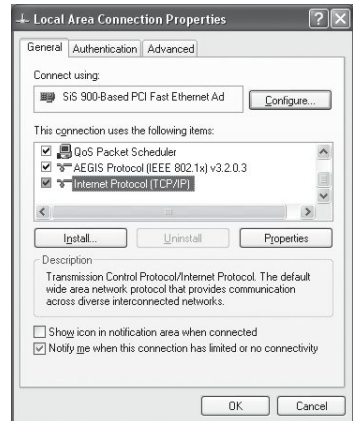 Local Area Connection Properties
General Authentication Advanced
Connect using:
SiS 900-Based PCI Fast Ethernet Ad Configure...
This connection uses the following items:
QoS Packet Scheduler
AEGIS Protocol (IEEE 802.1x) v3.2.0.3
Internet Protocol (TCP/IP)
Install... Uninstall Properties
Description
Transmission Control Protocol/Internet Protocol. The default
wide area network protocol that provides communication
across diverse interconnected networks.
Show icon in notification area when connected
Notify me when this connection has limited or no connectivity
OK Cancel